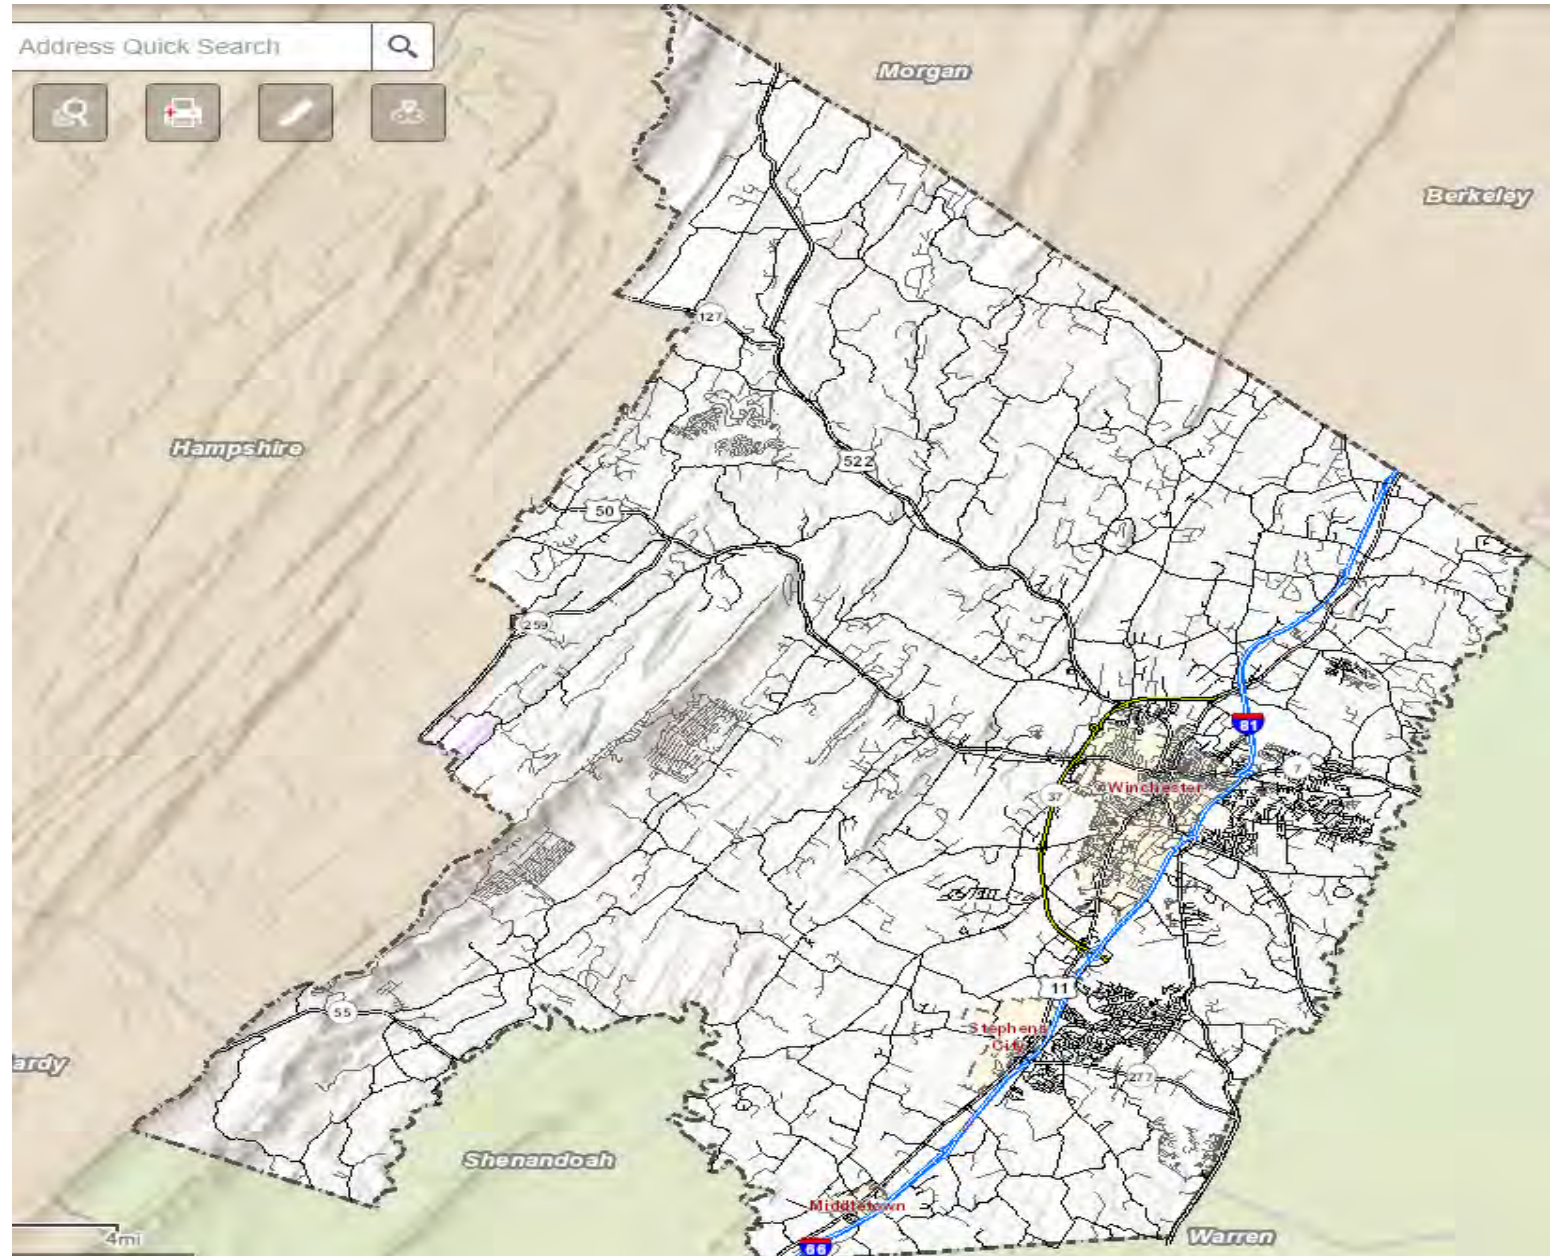 Address Quick Search
Morgan
Berkeley
127
Hampshire
522
50
259
81
7
Winchester
37
11
55
Stephens
City
ardy
277
Shenandoah
Middletown
Warren
4mi
66